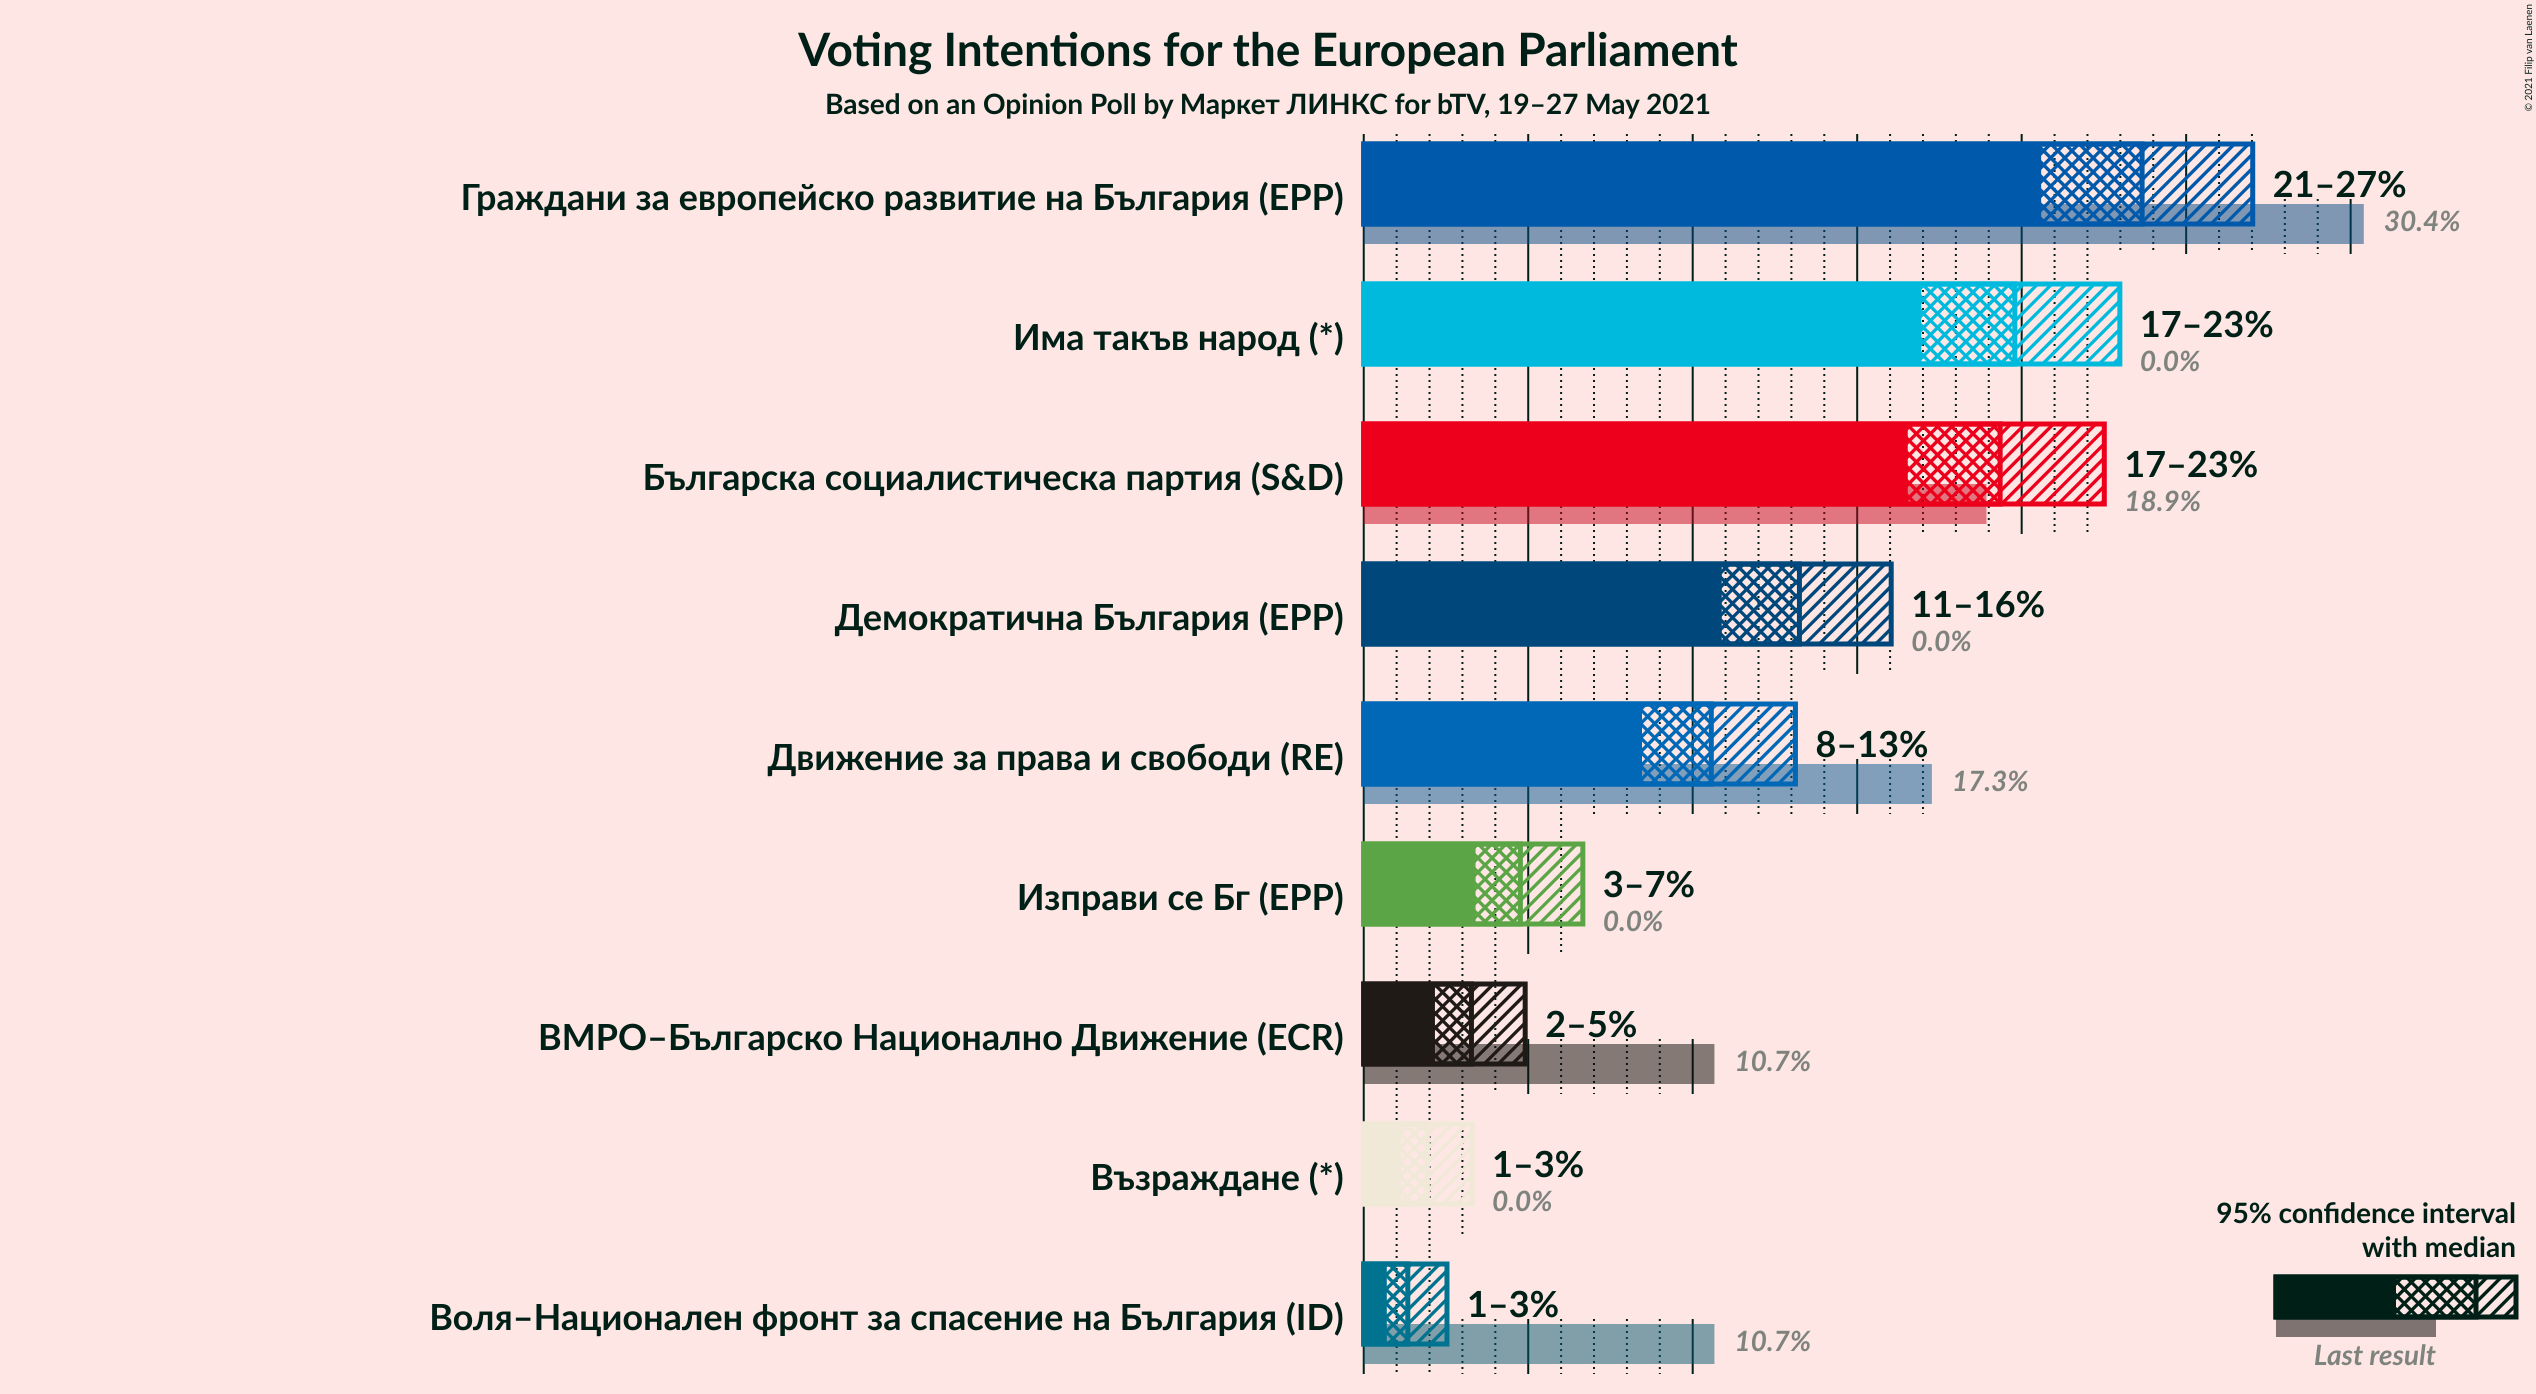 Voting Intentions for the European Parliament
Based on an Opinion Poll by Маркет ЛИНКС for bTV, 19–27 May 2021
© 2021 Filip van Laenen
Граждани за европейско развитие на България (EPP)
21–27%
30.4%
Има такъв народ (*)
17–23%
0.0%
Българска социалистическа партия (S&D)
17–23%
18.9%
Демократична България (EPP)
11–16%
0.0%
Движение за права и свободи (RE)
8–13%
17.3%
Изправи се Бг (EPP)
3–7%
0.0%
ВМРО–Българско Национално Движение (ECR)
2–5%
10.7%
Възраждане (*)
1–3%
0.0%
Воля–Национален фронт за спасение на България (ID)
1–3%
10.7%
95% confidence interval
with median
Last result